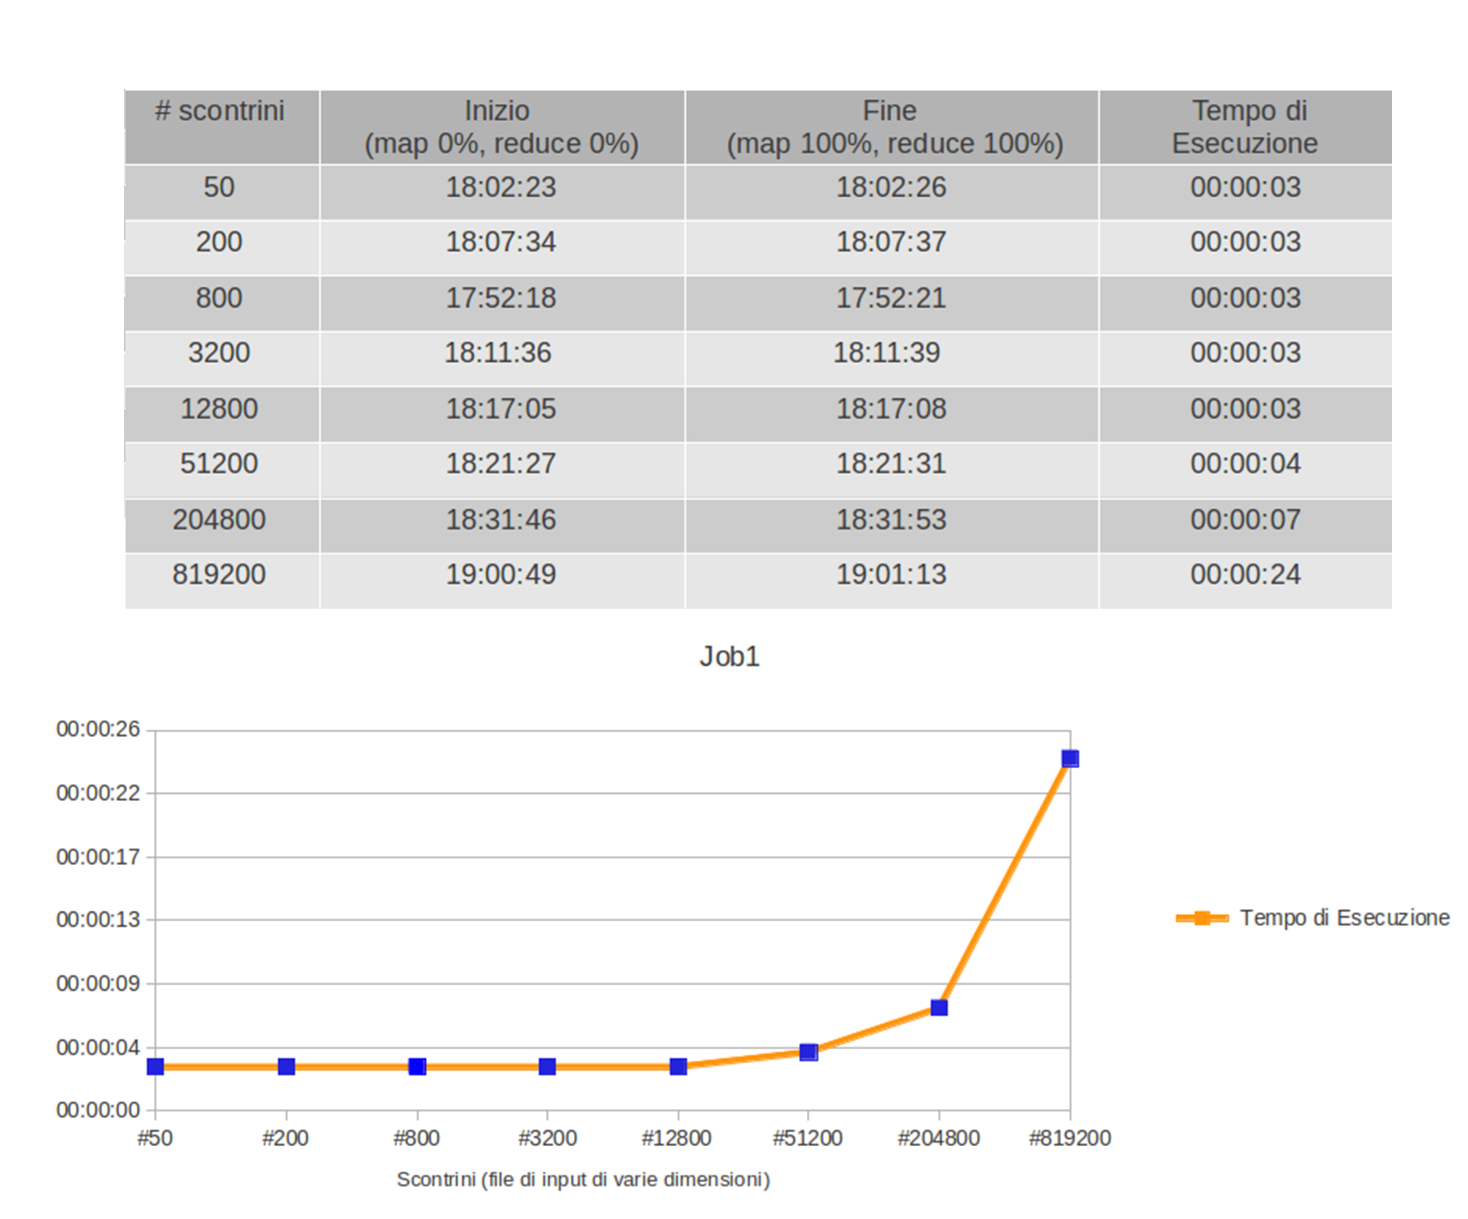 # scontrini Inizio Fine Tempo di
(map 0%, reduce 0%) (map 100%, reduce 100%) Esecuzione
50 18:02:23 18:02:26 00:00:03
200 18:07:34 18:07:37 00:00:03
800 17:52:18 17:52:21 00:00:03
3200 18:11:36 18:11:39 00:00:03
12800 18:17:05 18:17:08 00:00:03
51200 18:21:27 18:21:31 00:00:04
204800 18:31:46 18:31:53 00:00:07
819200 19:00:49 19:01:13 00:00:24
Job1
00:00:26
00:00:22
00:00:17
00:00:13
00:00:09
00:00:04
00:00:00
#50 #200 #800 #3200 #12800 #51200 #204800 #819200
Scontrini (file di input di varie dimensioni)
Tempo di Esecuzione